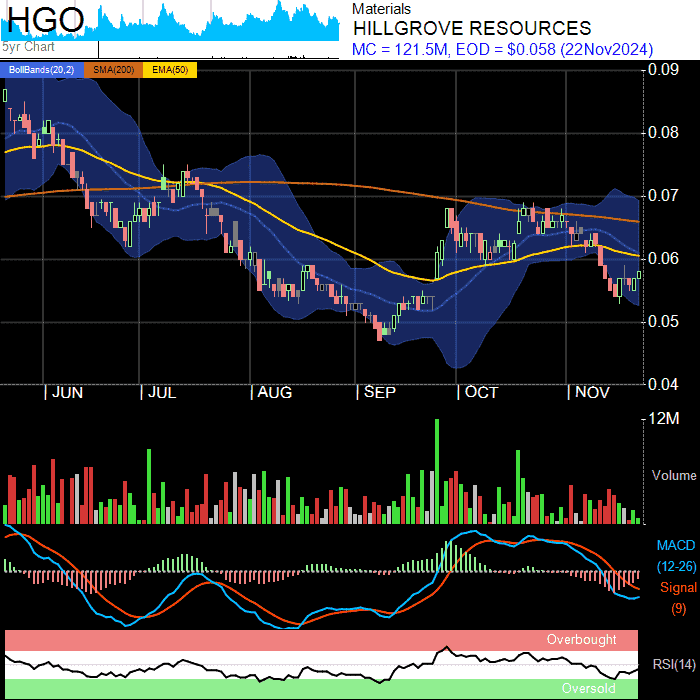 HGO
5yr Chart
Materials
HILLGROVE RESOURCES
MC = 121.5M, EOD = $0.058 (22Nov2024)
BollBands(20,2) SMA(200) EMA(50)
0.09
0.08
0.07
0.06
0.05
0.04
JUN JUL AUG SEP OCT NOV
12M
Volume
MACD
(12-26)
Signal
(9)
Overbought
RSI(14)
Oversold